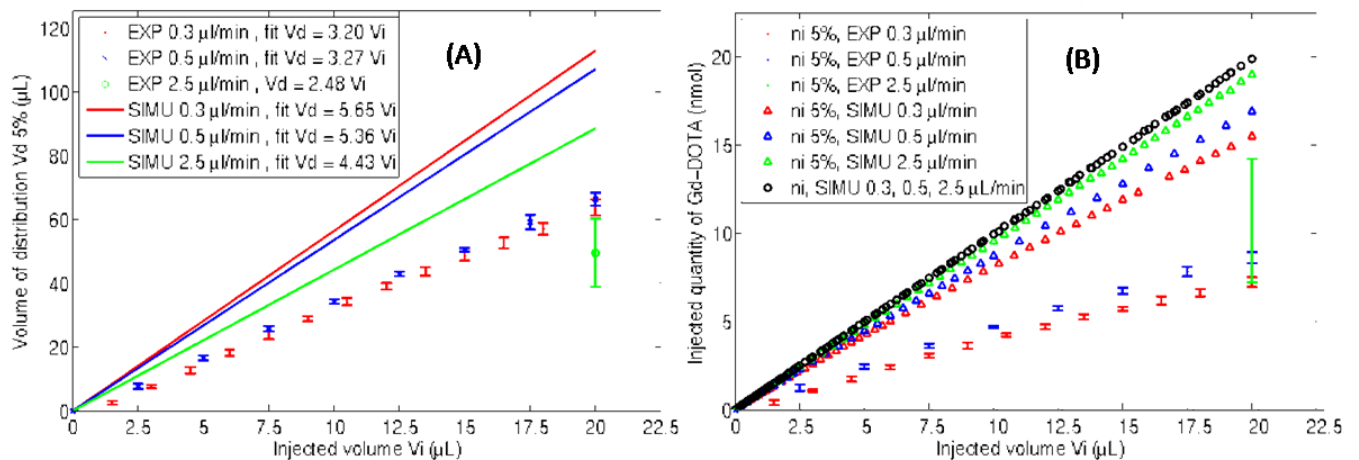 (A)
EXP 0.3 µl/min , fit Vd = 3.20 Vi
EXP 0.5 µl/min , fit Vd = 3.27 Vi
EXP 2.5 µl/min , Vd = 2.48 Vi
SIMU 0.3 µl/min , fit Vd = 5.65 Vi
SIMU 0.5 µl/min , fit Vd = 5.36 Vi
SIMU 2.5 µl/min , fit Vd = 4.43 Vi
Volume of distribution Vd 5% (µL)
120
100
80
60
40
20
0
0 2.5 5 7.5 10 12.5 15 17.5 20 22.5
Injected volume Vi (µL)
(B)
ni 5%, EXP 0.3 µl/min
ni 5%, EXP 0.5 µl/min
ni 5%, EXP 2.5 µl/min
ni 5%, SIMU 0.3 µl/min
ni 5%, SIMU 0.5 µl/min
ni 5%, SIMU 2.5 µl/min
ni, SIMU 0.3, 0.5, 2.5 µL/min
Injected quantity of Gd-DOTA (nmol)
20
15
10
5
0
0 2.5 5 7.5 10 12.5 15 17.5 20 22.5
Injected volume Vi (µL)